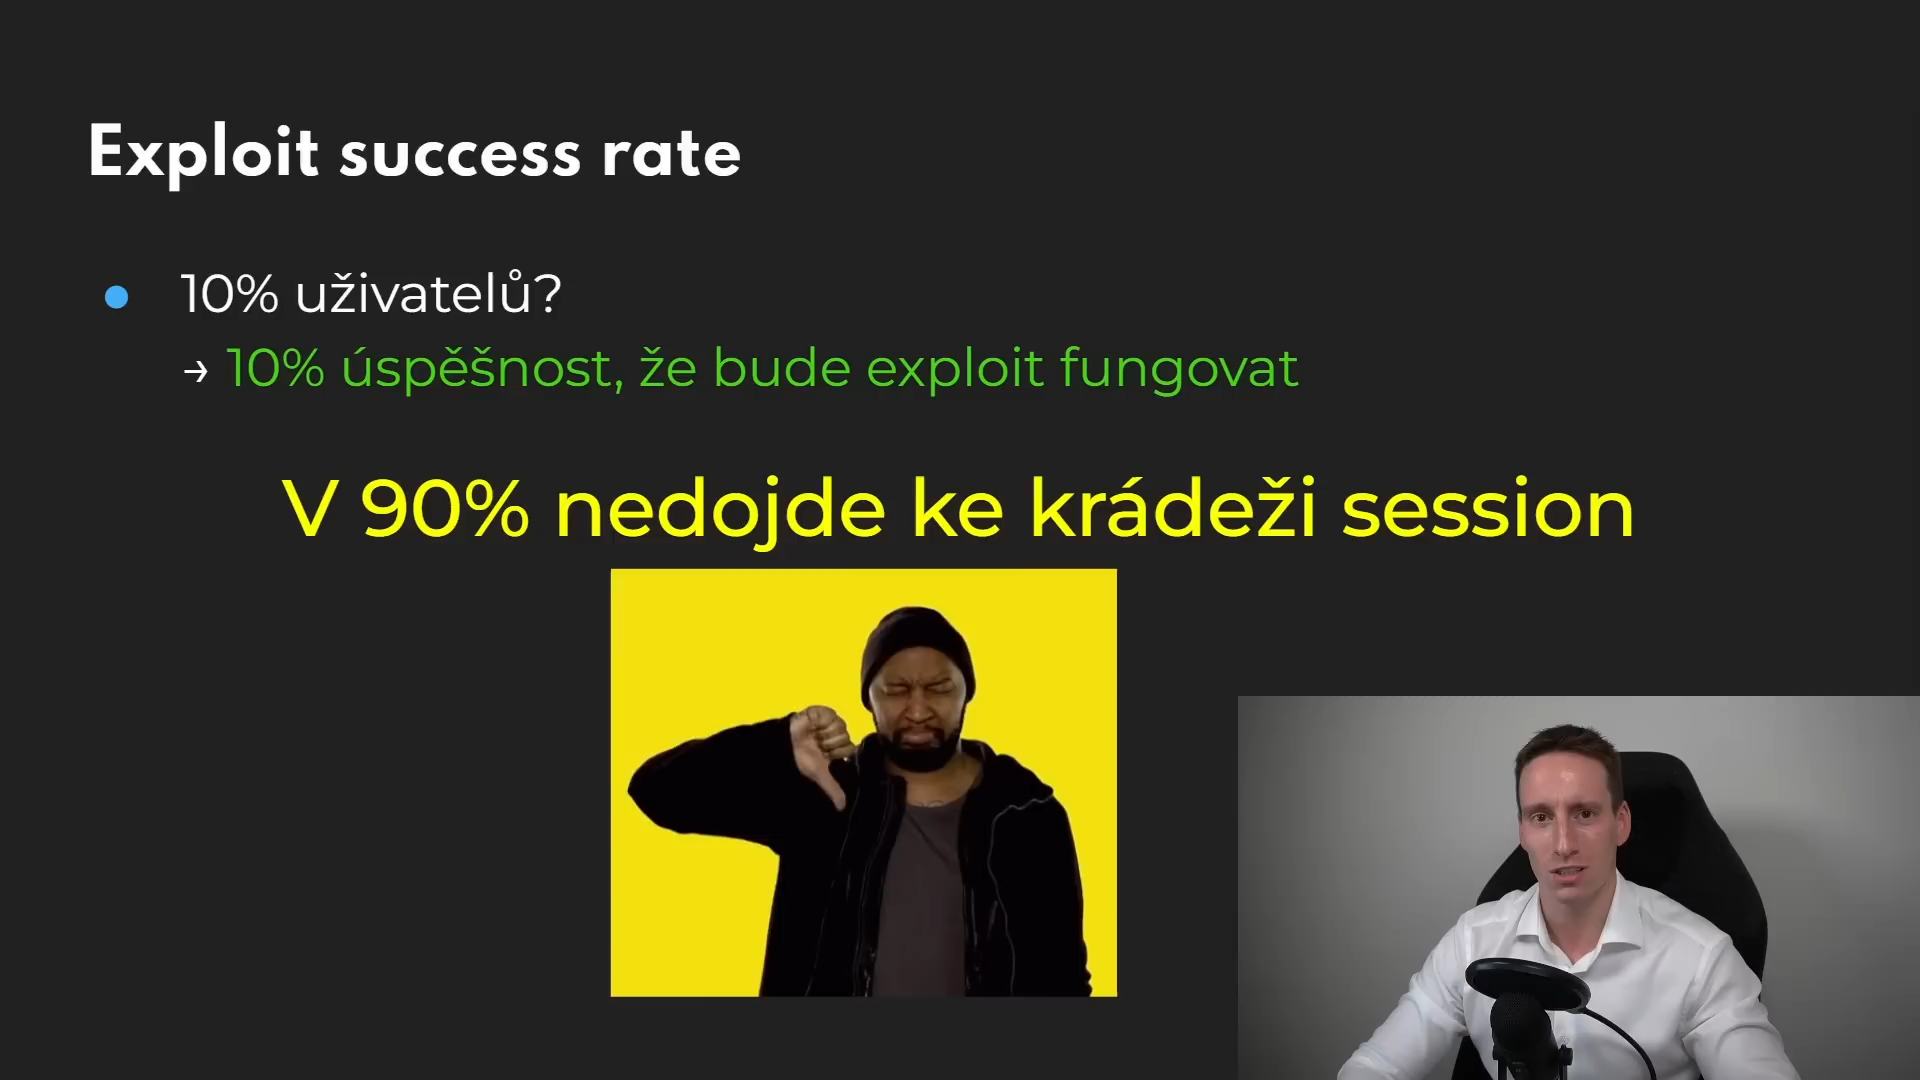 Exploit success rate
10% uživatelů?
→ 10% úspěšnost, že bude exploit fungovat
V 90% nedojde ke krádeži session